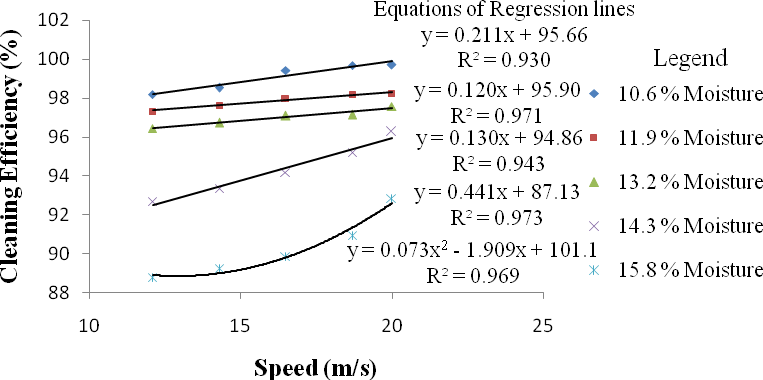 Equations of Regression lines
y = 0.211x + 95.66
R² = 0.930
y = 0.120x + 95.90
R² = 0.971
y = 0.130x + 94.86
R² = 0.943
y = 0.441x + 87.13
R² = 0.973
y = 0.073x² - 1.909x + 101.1
R² = 0.969
Legend
10.6 % Moisture
11.9 % Moisture
13.2 % Moisture
14.3 % Moisture
15.8 % Moisture
Cleaning Efficiency (%)
102
100
98
96
94
92
90
88
10
15
20
25
Speed (m/s)